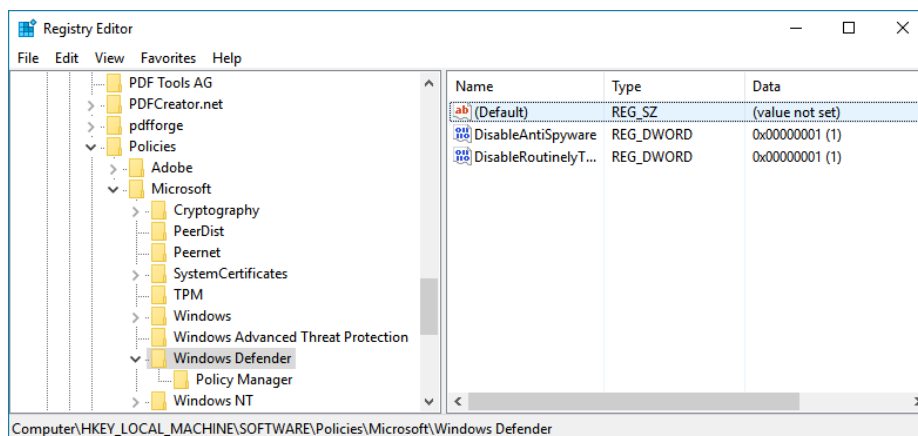 Registry Editor
File Edit View Favorites Help
PDF Tools AG
PDFCreator.net
pdfforge
Policies
Adobe
Microsoft
Cryptography
PeerDist
Peernet
SystemCertificates
TPM
Windows
Windows Advanced Threat Protection
Windows Defender
Policy Manager
Windows NT
Name Type Data
(Default) REG_SZ (value not set)
DisableAntiSpyware REG_DWORD 0x00000001 (1)
DisableRoutinelyT... REG_DWORD 0x00000001 (1)
Computer\HKEY_LOCAL_MACHINE\SOFTWARE\Policies\Microsoft\Windows Defender